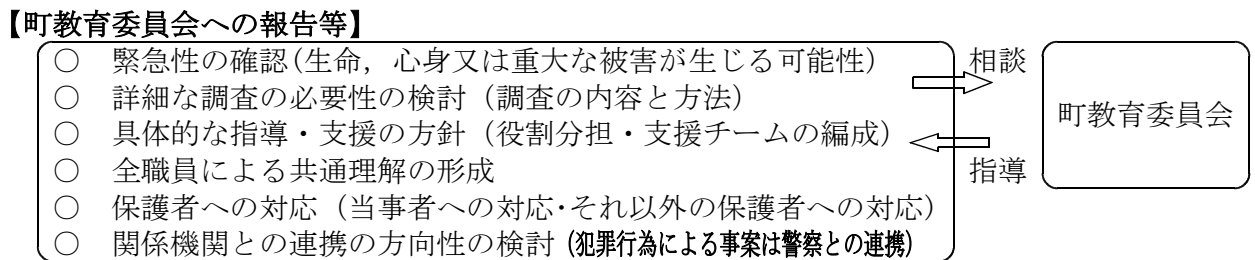 【町教育委員会への報告等】
○　緊急性の確認(生命，心身又は重大な被害が生じる可能性)
○　詳細な調査の必要性の検討（調査の内容と方法）
○　具体的な指導・支援の方針（役割分担・支援チームの編成）
○　全職員による共通理解の形成
○　保護者への対応（当事者への対応・それ以外の保護者への対応）
○　関係機関との連携の方向性の検討（犯罪行為による事案は警察との連携）
相談
指導
町教育委員会